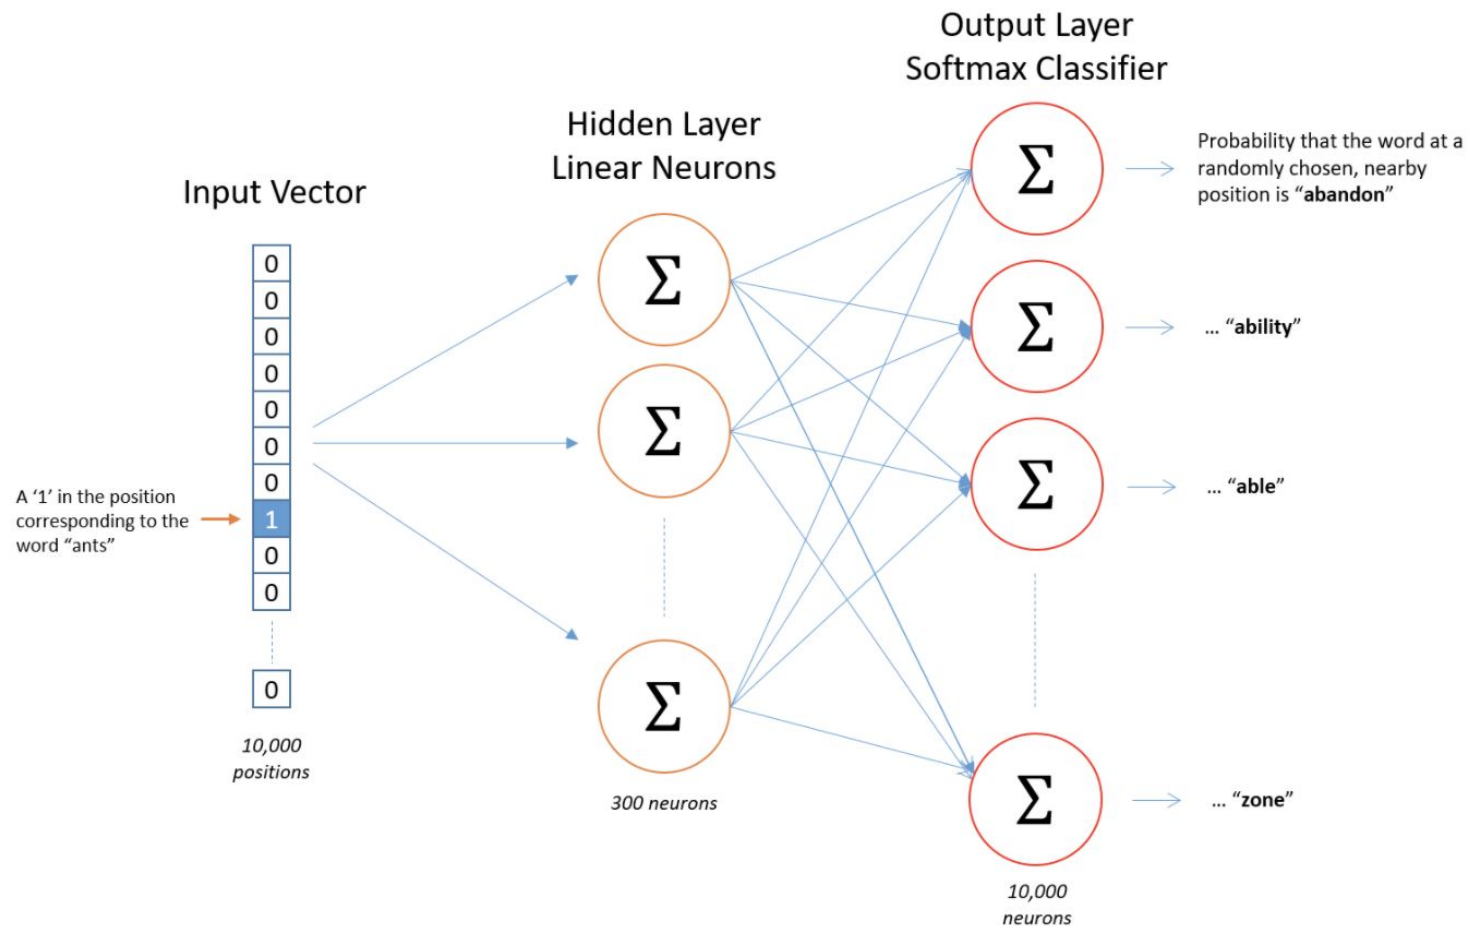 Output Layer
Softmax Classifier
Hidden Layer
Linear Neurons
Input Vector
0
0
0
0
0
0
0
1
0
0
0
A ‘1’ in the position
corresponding to the
word “ants”
10,000
positions
Σ
Σ
Σ
300 neurons
Σ
Σ
Σ
Σ
10,000
neurons
Probability that the word at a
randomly chosen, nearby
position is “abandon”
... “ability”
... “able”
... “zone”